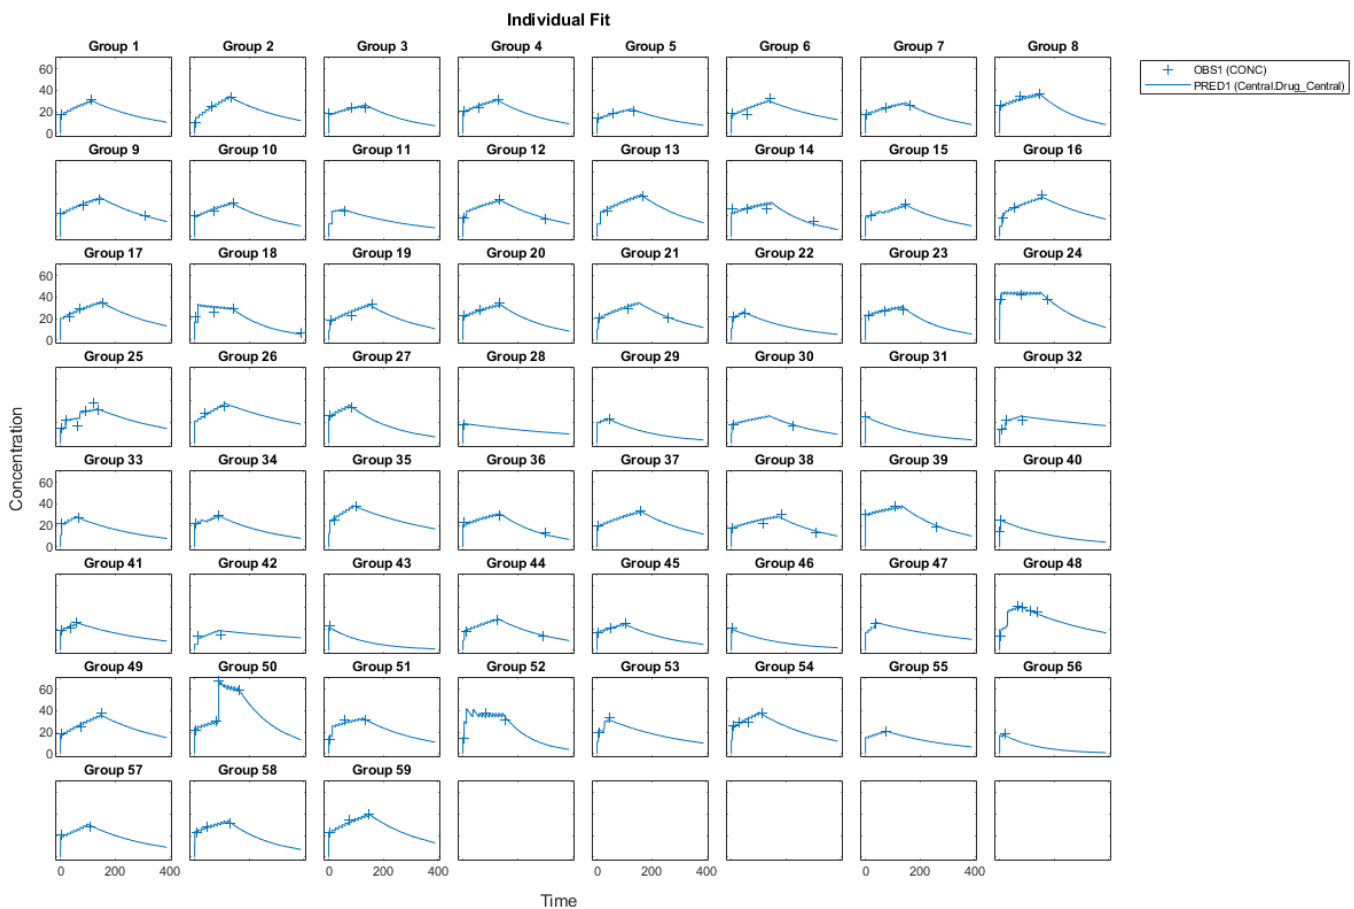 Individual Fit
Group 1 Group 2 Group 3 Group 4 Group 5 Group 6 Group 7 Group 8
60
40
20
0
OBS1 (CONC)
PRED1 (Central.Drug_Central)
Group 9 Group 10 Group 11 Group 12 Group 13 Group 14 Group 15 Group 16
Group 17 Group 18 Group 19 Group 20 Group 21 Group 22 Group 23 Group 24
60
40
20
0
Group 25 Group 26 Group 27 Group 28 Group 29 Group 30 Group 31 Group 32
Concentration
Group 33 Group 34 Group 35 Group 36 Group 37 Group 38 Group 39 Group 40
60
40
20
0
Group 41 Group 42 Group 43 Group 44 Group 45 Group 46 Group 47 Group 48
Group 49 Group 50 Group 51 Group 52 Group 53 Group 54 Group 55 Group 56
60
40
20
0
Group 57 Group 58 Group 59
0 200 400 0 200 400 0 200 400 0 200 400
Time